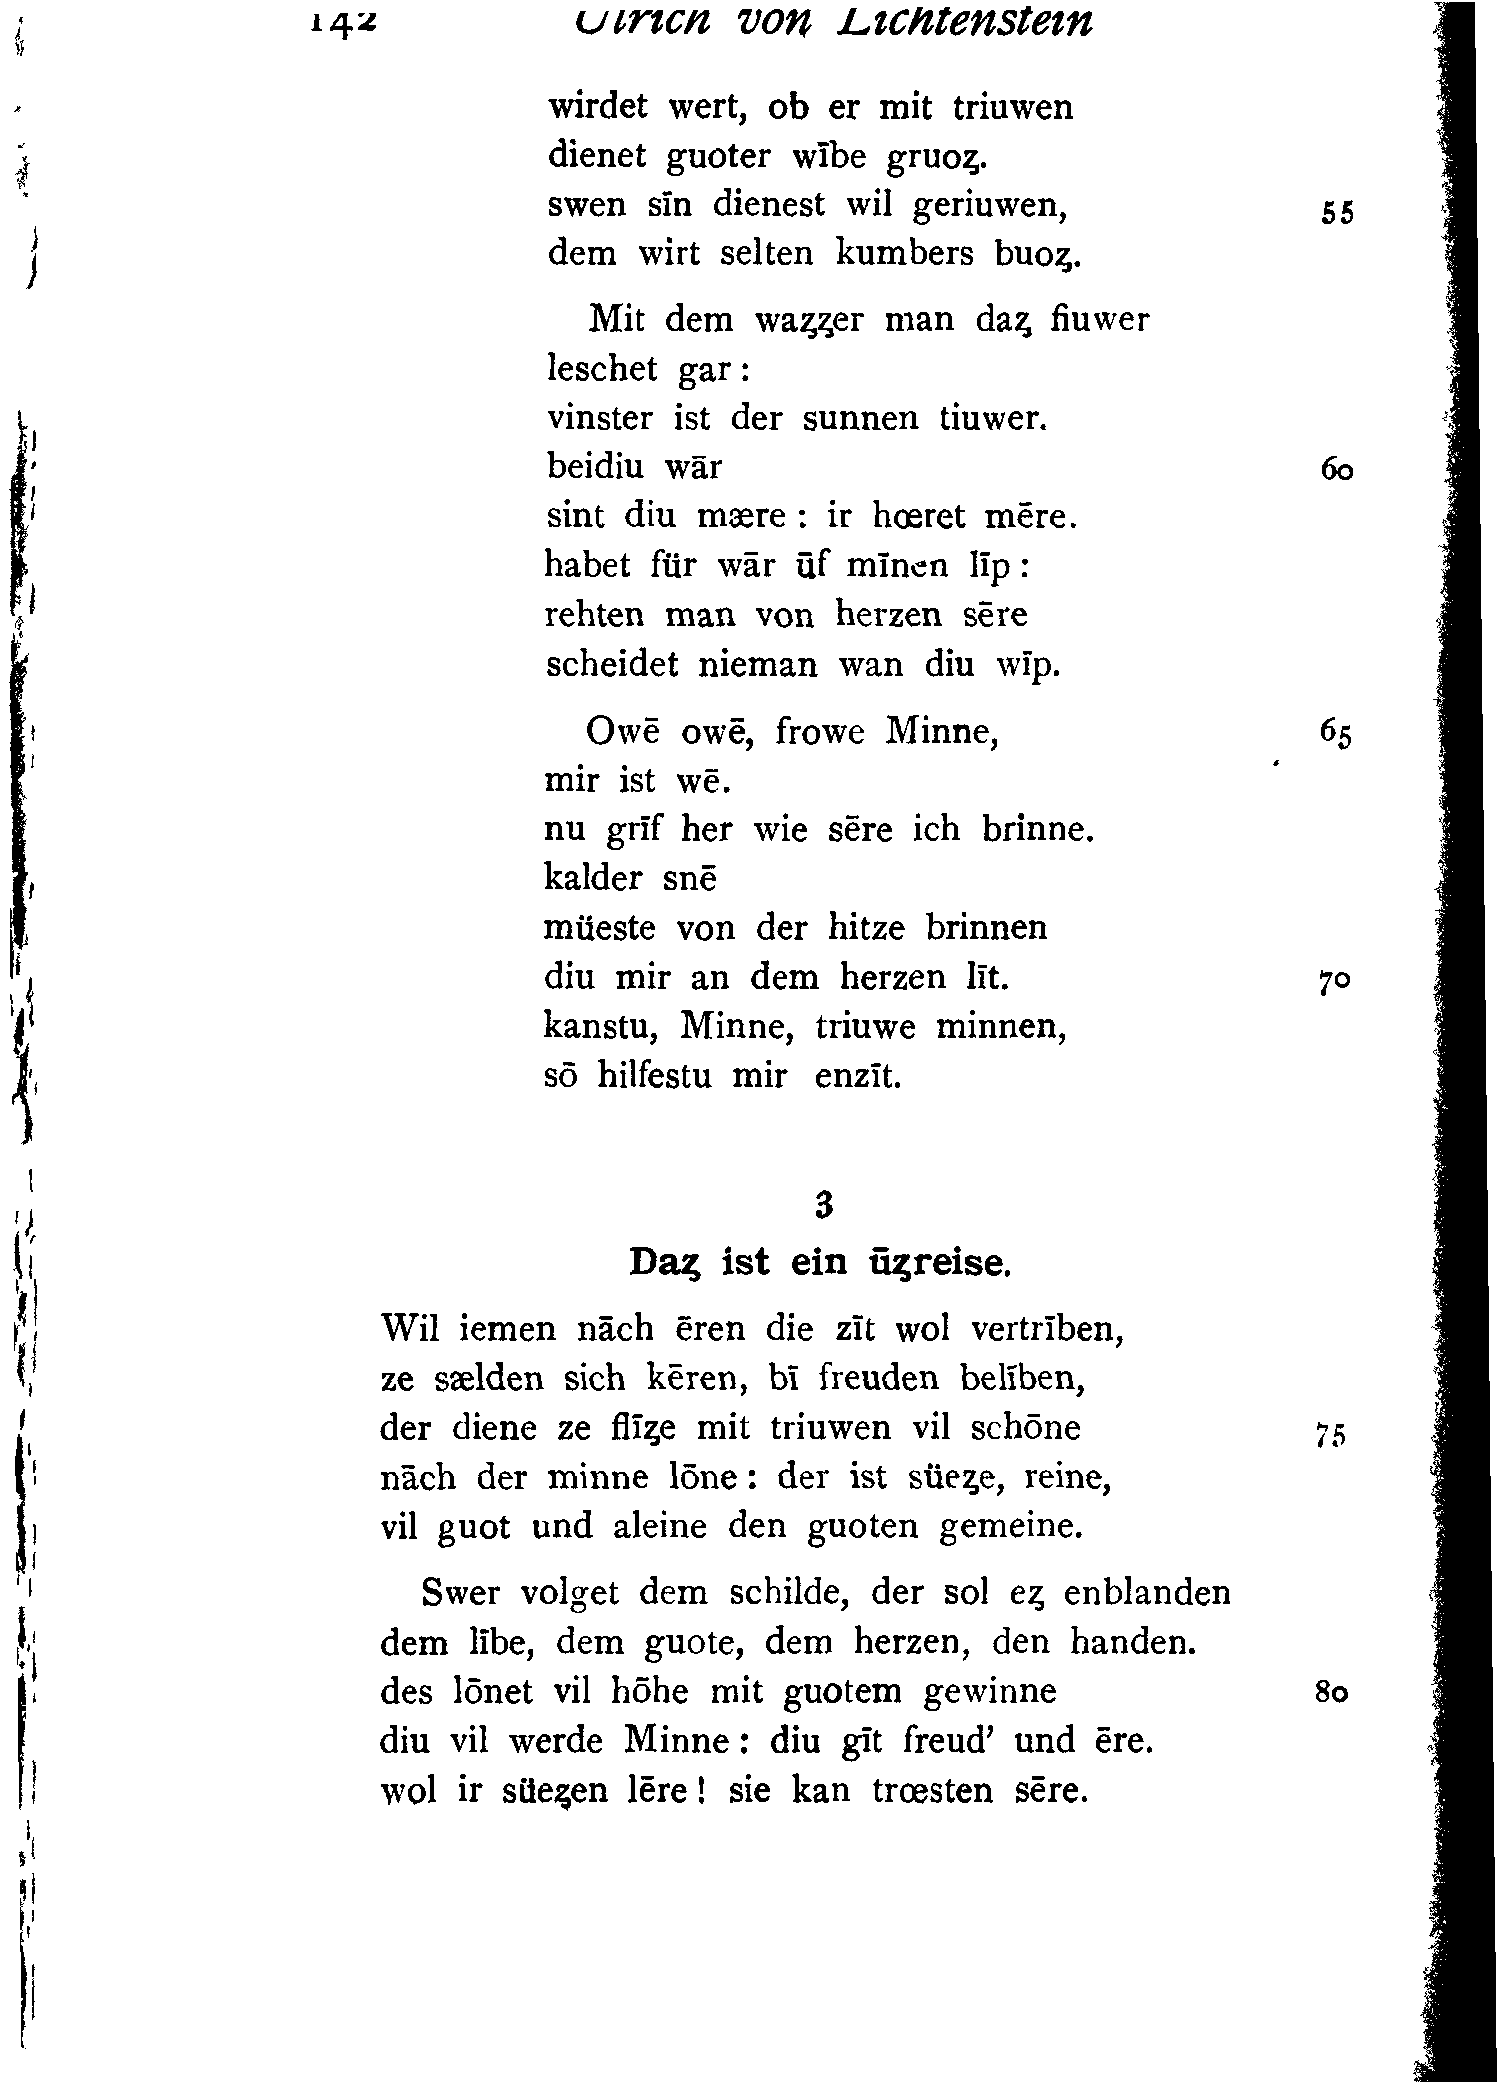 142 Ulrich von Lichtenstein
wirdet wert, ob er mit triuwen
dienet guoter wībe gruoȥ.
swen sīn dienest wil geriuwen, 55
dem wirt selten kumbers buoȥ.
Mit dem waȥȥer man daȥ fiuwer
leschet gar :
vinster ist der sunnen tiuwer.
beidiu wār 60
sint diu mære : ir hœret mēre.
habet für wār ūf mīnen līp :
rehten man von herzen sēre
scheidet nieman wan diu wīp.
Owē owē, frowe Minne, 65
mir ist wē.
nu grīf her wie sēre ich brinne.
kalder snē
müeste von der hitze brinnen
diu mir an dem herzen līt. 70
kanstu, Minne, triuwe minnen,
sō hilfestu mir enzīt.
3
Daȥ ist ein ūȥreise.
Wil iemen nāch ēren die zīt wol vertrīben,
ze sælden sich kēren, bī freuden belīben,
der diene ze flīȥe mit triuwen vil schōne 75
nāch der minne lōne : der ist süeȥe, reine,
vil guot und aleine den guoten gemeine.
Swer volget dem schilde, der sol eȥ enblanden
dem lībe, dem guote, dem herzen, den handen.
des lōnet vil hōhe mit guotem gewinne 80
diu vil werde Minne : diu gīt freud' und ēre.
wol ir süeȥen lēre ! sie kan trœsten sēre.